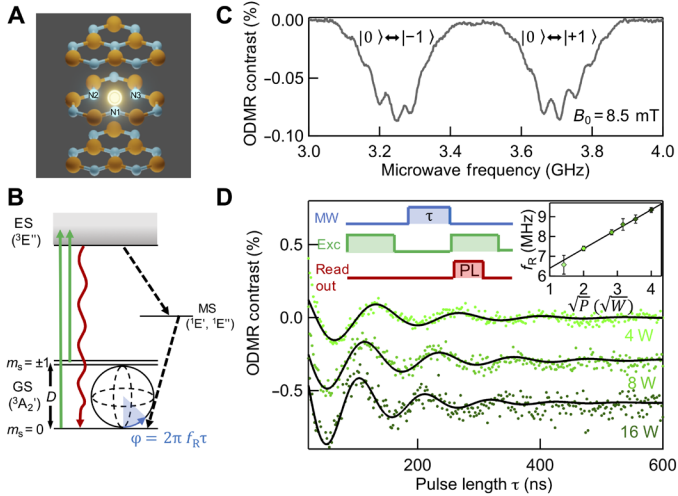 A
N2
N3
N1
B
ES
(³E'')
MS
(¹E', ¹E'')
mₛ = ±1
GS
(³A₂')
D
mₛ = 0
φ = 2π f_R τ
C
0.00
-0.05
-0.10
ODMR contrast (%)
|0 ⟩↔|−1 ⟩
|0 ⟩↔|+1 ⟩
B₀ = 8.5 mT
3.0
3.2
3.4
3.6
3.8
4.0
Microwave frequency (GHz)
D
0.5
0.0
-0.5
ODMR contrast (%)
MW
τ
Exc
Read
out
PL
9
8
7
6
f_R (MHz)
1
2
3
4
√P (√W)
4 W
8 W
16 W
200
400
600
Pulse length τ (ns)